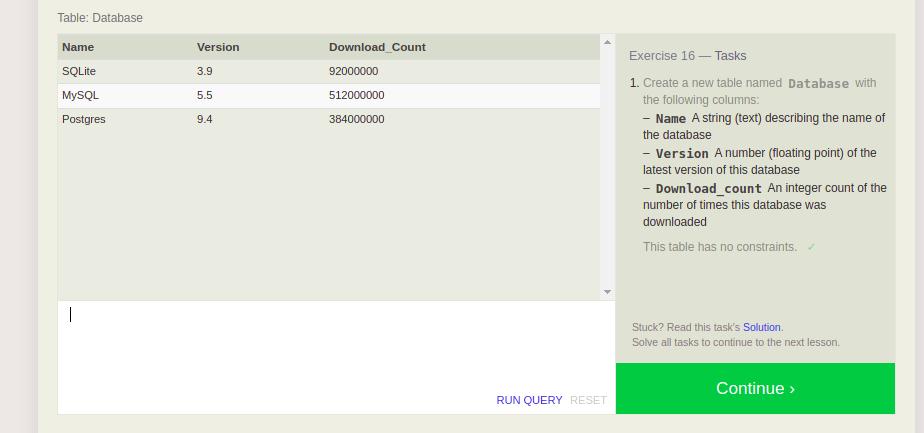 Table: Database
Name Version Download_Count
SQLite 3.9 92000000
MySQL 5.5 512000000
Postgres 9.4 384000000
RUN QUERY RESET
Exercise 16 — Tasks
1. Create a new table named Database with
the following columns:
– Name A string (text) describing the name of
the database
– Version A number (floating point) of the
latest version of this database
– Download_count An integer count of the
number of times this database was
downloaded
This table has no constraints. ✓
Stuck? Read this task's Solution.
Solve all tasks to continue to the next lesson.
Continue ›